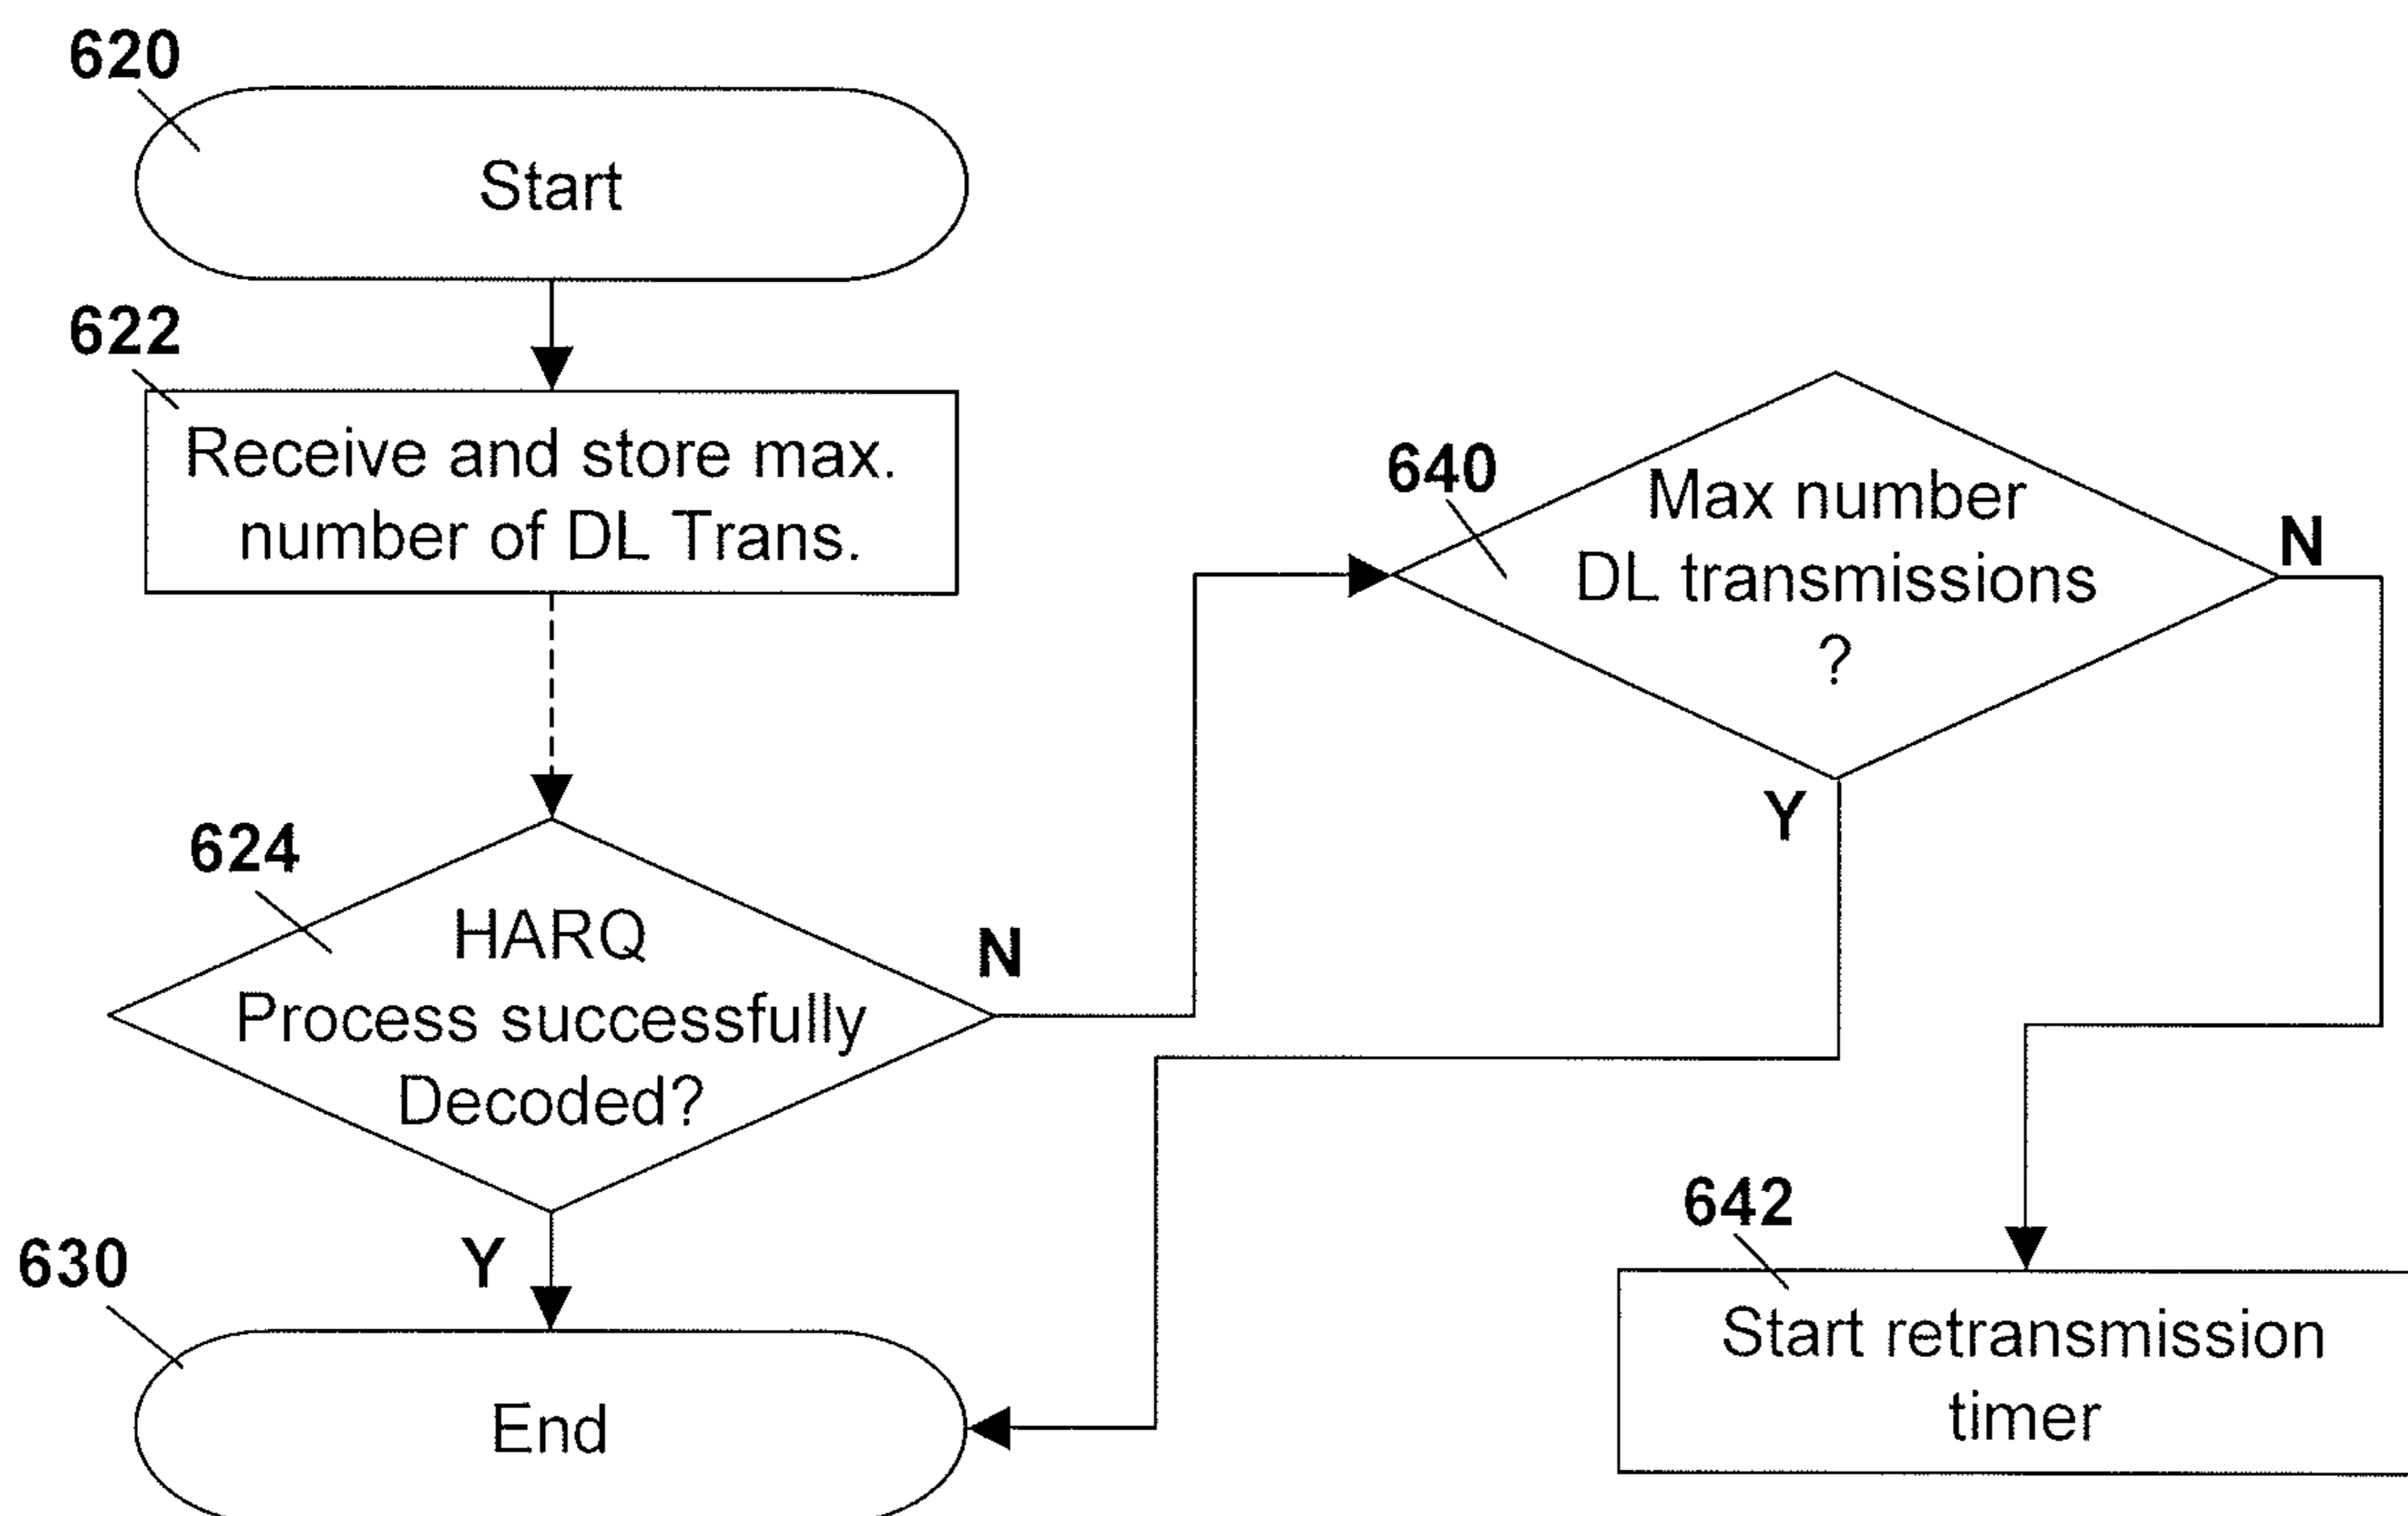 620
Start
622
Receive and store max.
number of DL Trans.
640
Max number
DL transmissions
?
N
Y
624
HARQ
Process successfully
Decoded?
N
Y
630
End
642
Start retransmission
timer